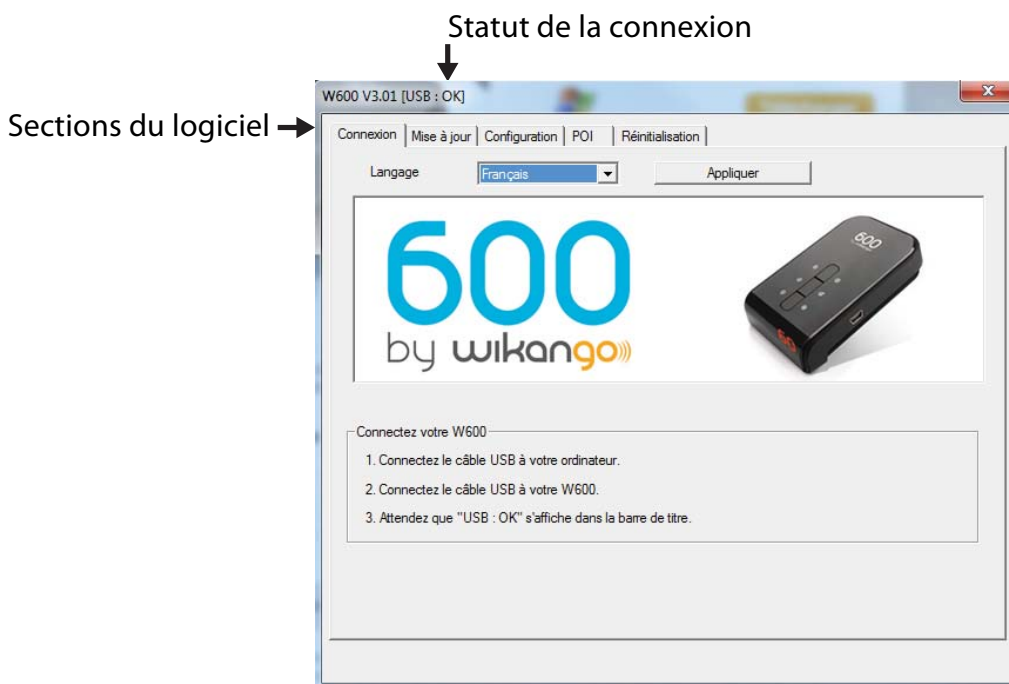 Statut de la connexion
W600 V3.01 [USB : OK]
Sections du logiciel
Connexion Mise à jour Configuration POI Réinitialisation
Langage Français Appliquer
600
by wikango
600
60
Connectez votre W600
1. Connectez le câble USB à votre ordinateur.
2. Connectez le câble USB à votre W600.
3. Attendez que "USB : OK" s'affiche dans la barre de titre.